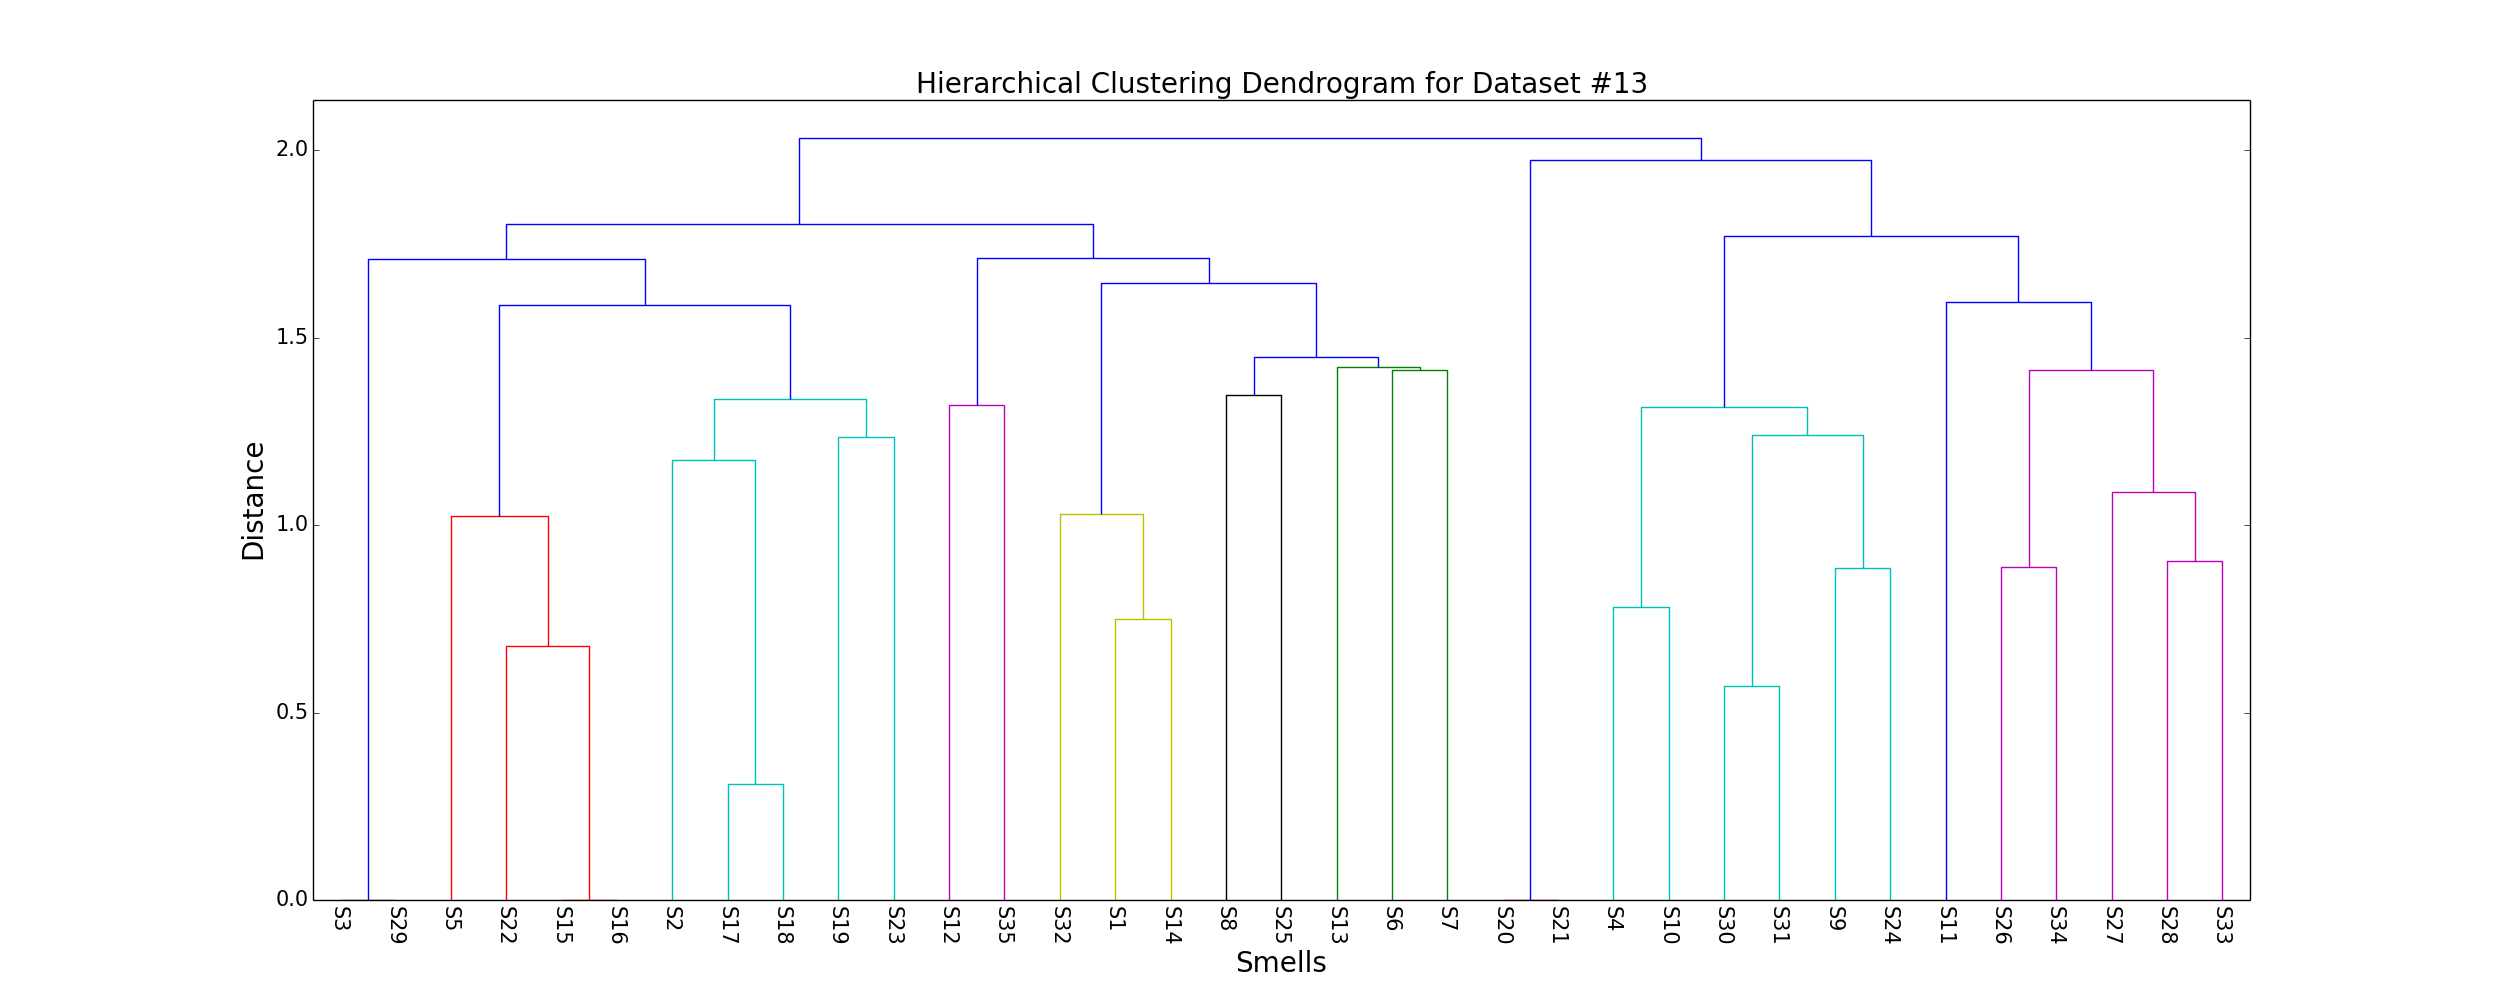 Hierarchical Clustering Dendrogram for Dataset #13
2.0
1.5
1.0
0.5
0.0
Distance
S3 S29 S5 S22 S15 S16 S2 S17 S18 S19 S23 S12 S35 S32 S1 S14 S8 S25 S13 S6 S7 S20 S21 S4 S10 S30 S31 S9 S24 S11 S26 S34 S27 S28 S33
Smells